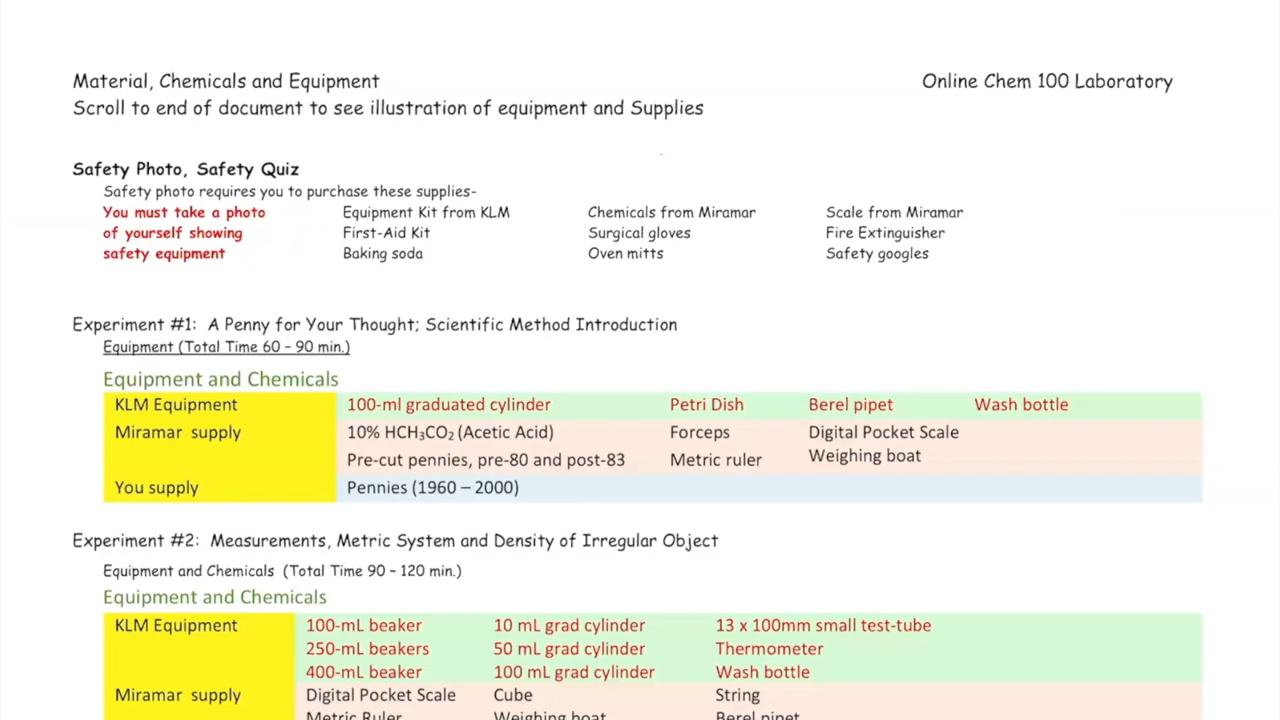 Material, Chemicals and Equipment Online Chem 100 Laboratory
Scroll to end of document to see illustration of equipment and Supplies
Safety Photo, Safety Quiz
Safety photo requires you to purchase these supplies-
You must take a photo Equipment Kit from KLM Chemicals from Miramar Scale from Miramar
of yourself showing First-Aid Kit Surgical gloves Fire Extinguisher
safety equipment Baking soda Oven mitts Safety googles
Experiment #1: A Penny for Your Thought; Scientific Method Introduction
Equipment (Total Time 60 – 90 min.)
Equipment and Chemicals
KLM Equipment 100-ml graduated cylinder Petri Dish Berel pipet Wash bottle
Miramar supply 10% HCH₃CO₂ (Acetic Acid) Forceps Digital Pocket Scale
Pre-cut pennies, pre-80 and post-83 Metric ruler Weighing boat
You supply Pennies (1960 – 2000)
Experiment #2: Measurements, Metric System and Density of Irregular Object
Equipment and Chemicals (Total Time 90 – 120 min.)
Equipment and Chemicals
KLM Equipment 100-mL beaker 10 mL grad cylinder 13 x 100mm small test-tube
250-mL beakers 50 mL grad cylinder Thermometer
400-mL beaker 100 mL grad cylinder Wash bottle
Miramar supply Digital Pocket Scale Cube String
Metric Ruler Weighing boat Berel pipet